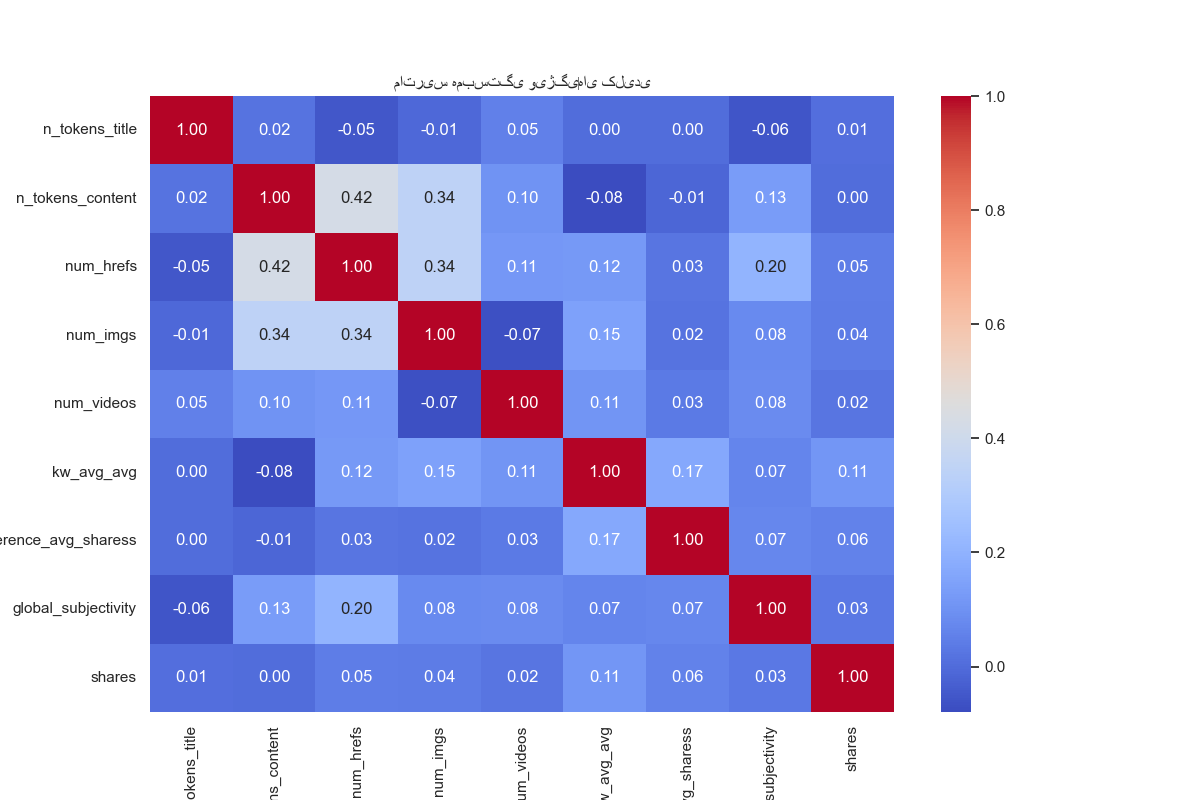 ماتریس همبستگی ویژگی‌های کلیدی
n_tokens_title 1.00 0.02 -0.05 -0.01 0.05 0.00 0.00 -0.06 0.01
n_tokens_content 0.02 1.00 0.42 0.34 0.10 -0.08 -0.01 0.13 0.00
num_hrefs -0.05 0.42 1.00 0.34 0.11 0.12 0.03 0.20 0.05
num_imgs -0.01 0.34 0.34 1.00 -0.07 0.15 0.02 0.08 0.04
num_videos 0.05 0.10 0.11 -0.07 1.00 0.11 0.03 0.08 0.02
kw_avg_avg 0.00 -0.08 0.12 0.15 0.11 1.00 0.17 0.07 0.11
erence_avg_sharess 0.00 -0.01 0.03 0.02 0.03 0.17 1.00 0.07 0.06
global_subjectivity -0.06 0.13 0.20 0.08 0.08 0.07 0.07 1.00 0.03
shares 0.01 0.00 0.05 0.04 0.02 0.11 0.06 0.03 1.00
okens_title
ns_content
num_hrefs
num_imgs
um_videos
w_avg_avg
g_sharess
subjectivity
shares
1.0
0.8
0.6
0.4
0.2
0.0